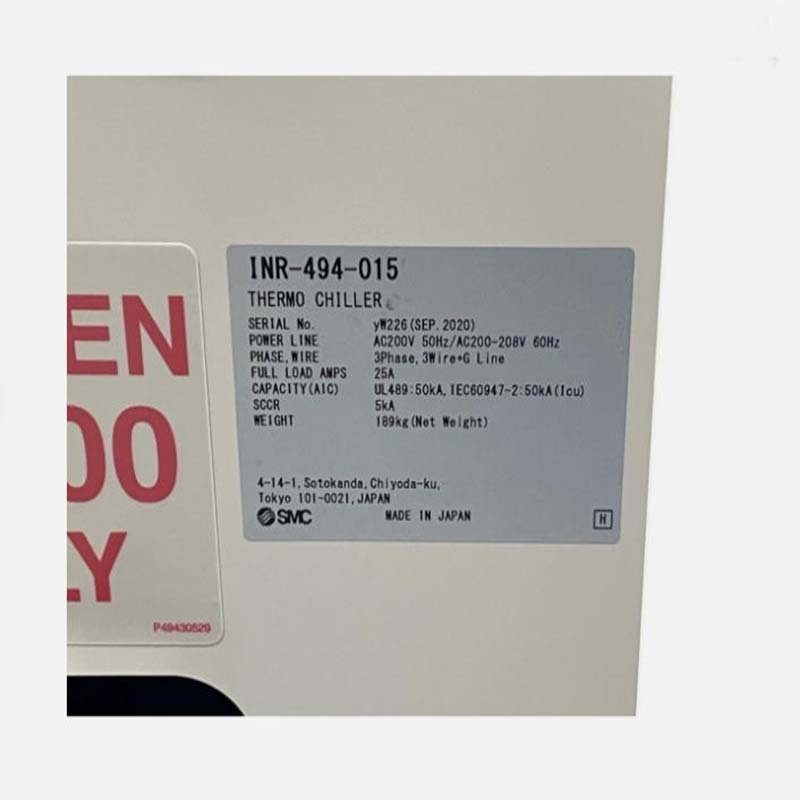 EN
00
LY
P49430529
INR-494-015
THERMO CHILLER
SERIAL No. yW226(SEP. 2020)
POWER LINE AC200V 50Hz/AC200-208V 60Hz
PHASE,WIRE 3Phase,3Wire+G Line
FULL LOAD AMPS 25A
CAPACITY(AIC) UL489:50kA,IEC60947-2:50kA(Icu)
SCCR 5kA
WEIGHT 189kg(Net Weight)
4-14-1,Sotokanda,Chiyoda-ku,
Tokyo 101-0021,JAPAN
SMC MADE IN JAPAN H